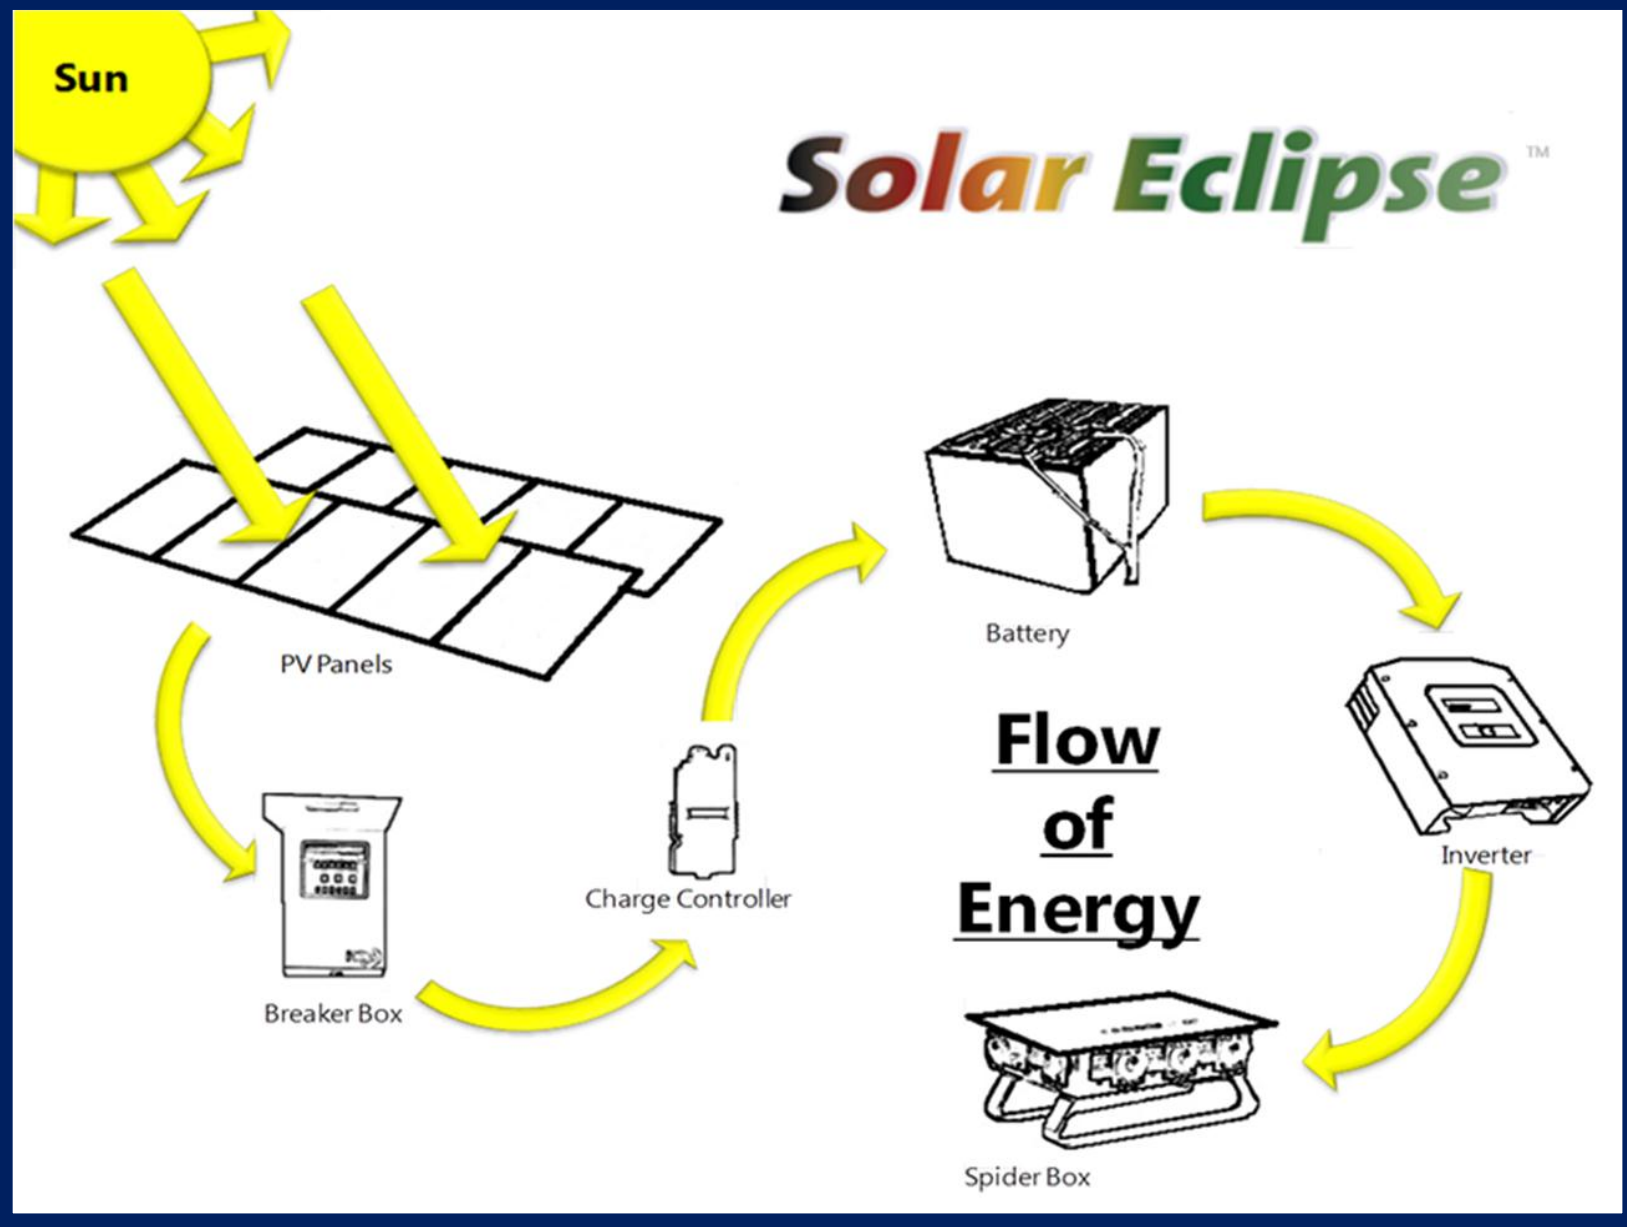 Sun
Solar Eclipse ™
PV Panels
Battery
Flow
of
Energy
Inverter
Charge Controller
Breaker Box
Spider Box